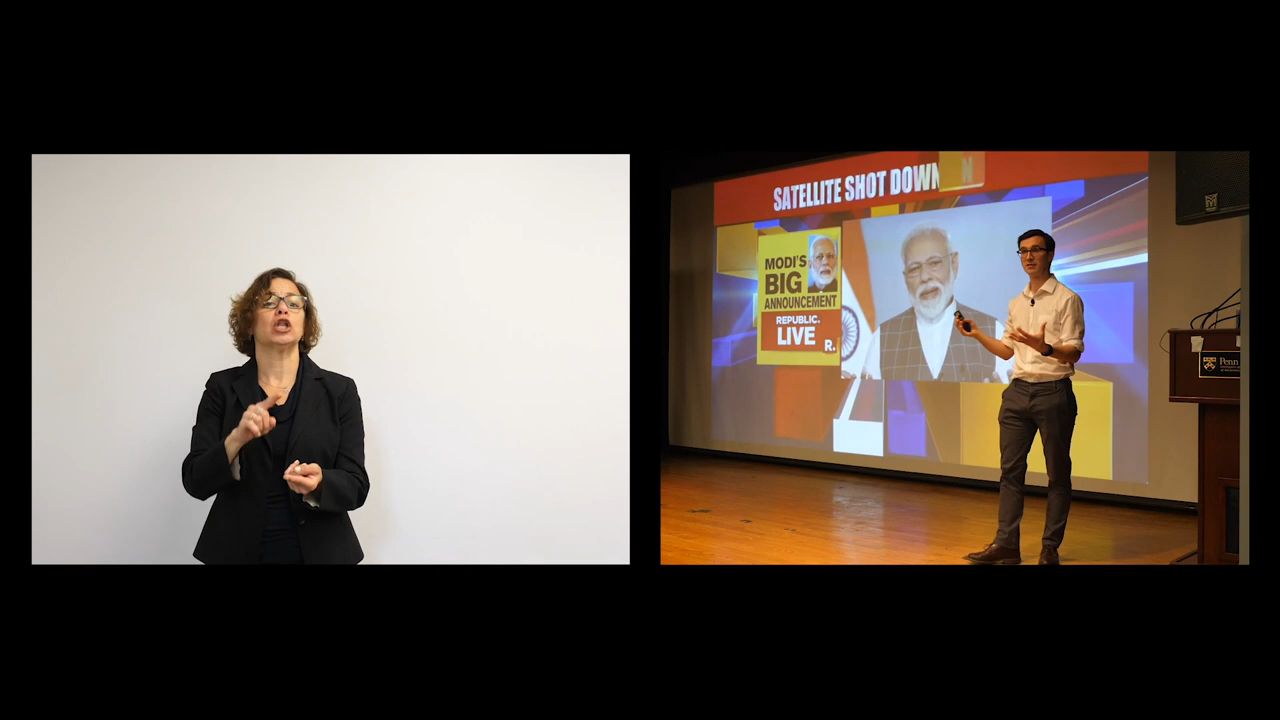 SATELLITE SHOT DOWN
MODI'S
BIG
ANNOUNCEMENT
REPUBLIC.
LIVE
R.
Penn